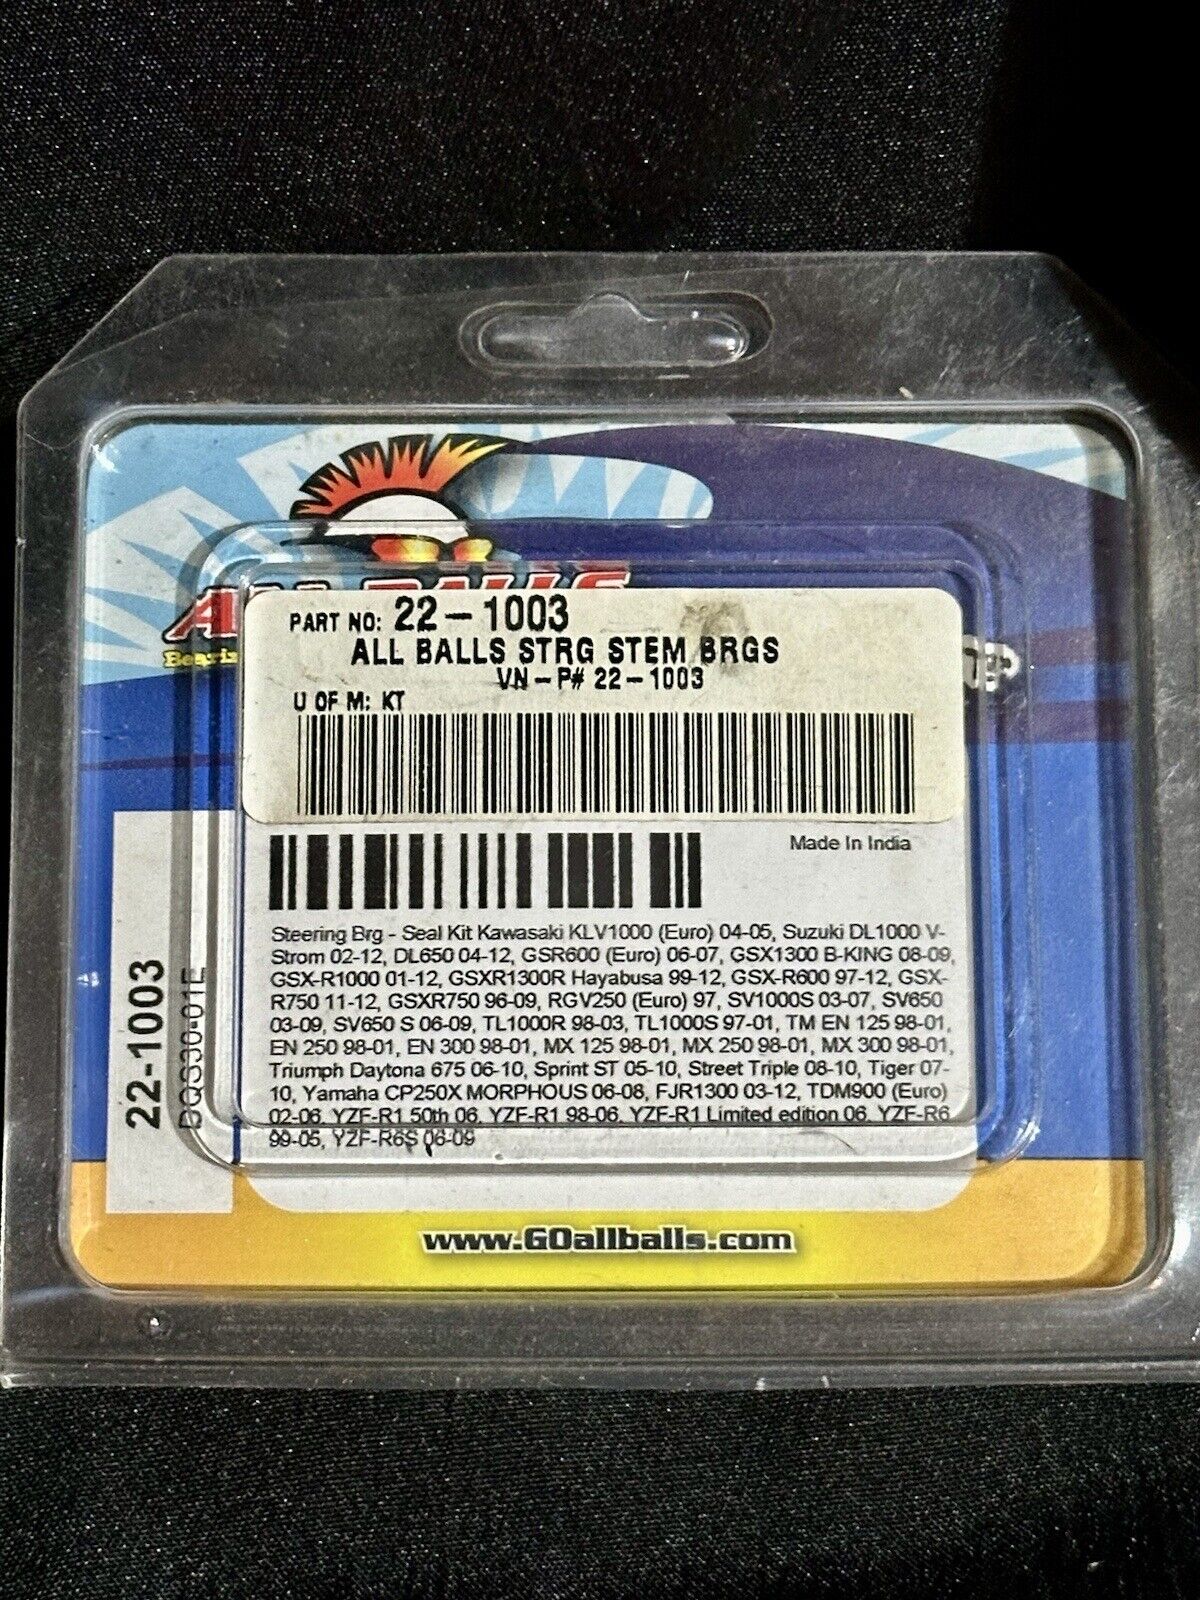 PART NO: 22-1003
ALL BALLS STRG STEM BRGS
VN-P# 22-1003
U OF M: KT
Made In India
Steering Brg - Seal Kit Kawasaki KLV1000 (Euro) 04-05, Suzuki DL1000 V-
Strom 02-12, DL650 04-12, GSR600 (Euro) 06-07, GSX1300 B-KING 08-09,
GSX-R1000 01-12, GSXR1300R Hayabusa 99-12, GSX-R600 97-12, GSX-
R750 11-12, GSXR750 96-09, RGV250 (Euro) 97, SV1000S 03-07, SV650
03-09, SV650 S 06-09, TL1000R 98-03, TL1000S 97-01, TM EN 125 98-01,
EN 250 98-01, EN 300 98-01, MX 125 98-01, MX 250 98-01, MX 300 98-01,
Triumph Daytona 675 06-10, Sprint ST 05-10, Street Triple 08-10, Tiger 07-
10, Yamaha CP250X MORPHOUS 06-08, FJR1300 03-12, TDM900 (Euro)
02-06, YZF-R1 50th 06, YZF-R1 98-06, YZF-R1 Limited edition 06, YZF-R6
99-05, YZF-R6S 06-09
22-1003
DQS30-01E
www.GOallballs.com